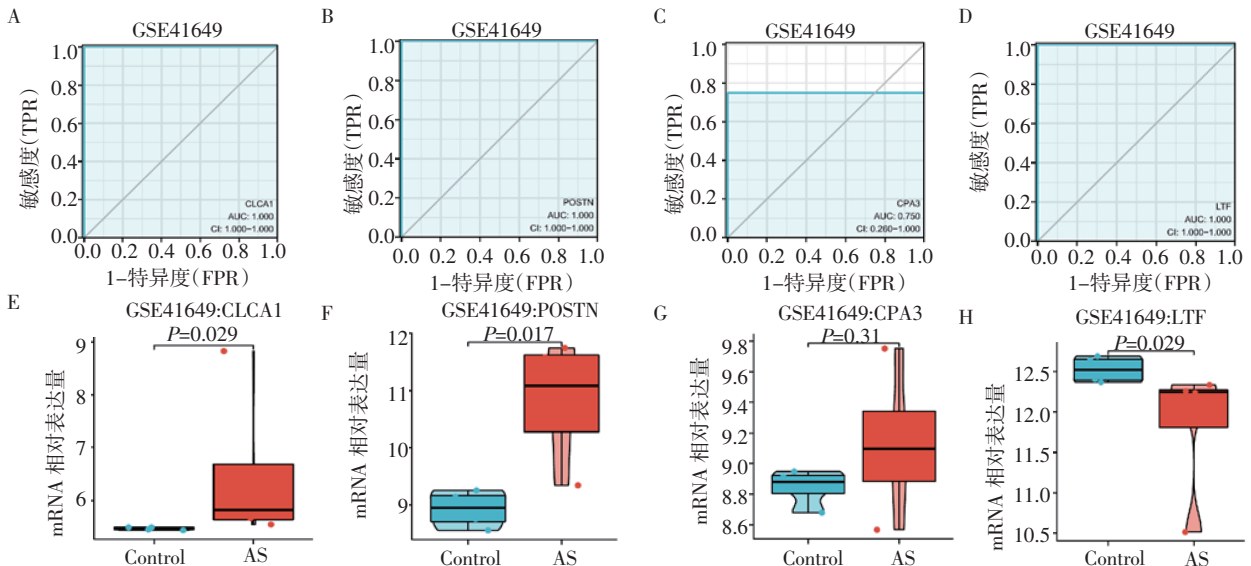 A
GSE41649
敏感度(TPR)
1.0
0.8
0.6
0.4
0.2
0.0
CLCA1
AUC: 1.000
CI: 1.000−1.000
0.0 0.2 0.4 0.6 0.8 1.0
1-特异度(FPR)
B
GSE41649
敏感度(TPR)
1.0
0.8
0.6
0.4
0.2
0.0
POSTN
AUC: 1.000
CI: 1.000−1.000
0.0 0.2 0.4 0.6 0.8 1.0
1-特异度(FPR)
C
GSE41649
敏感度(TPR)
1.0
0.8
0.6
0.4
0.2
0.0
CPA3
AUC: 0.750
CI: 0.260−1.000
0.0 0.2 0.4 0.6 0.8 1.0
1-特异度(FPR)
D
GSE41649
敏感度(TPR)
1.0
0.8
0.6
0.4
0.2
0.0
LTF
AUC: 1.000
CI: 1.000−1.000
0.0 0.2 0.4 0.6 0.8 1.0
1-特异度(FPR)
E
GSE41649:CLCA1
P=0.029
mRNA 相对表达量
9
8
7
6
Control AS
F
GSE41649:POSTN
P=0.017
mRNA 相对表达量
12
11
10
9
Control AS
G
GSE41649:CPA3
P=0.31
mRNA 相对表达量
9.8
9.6
9.4
9.2
9.0
8.8
8.6
Control AS
H
GSE41649:LTF
P=0.029
mRNA 相对表达量
12.5
12.0
11.5
11.0
10.5
Control AS